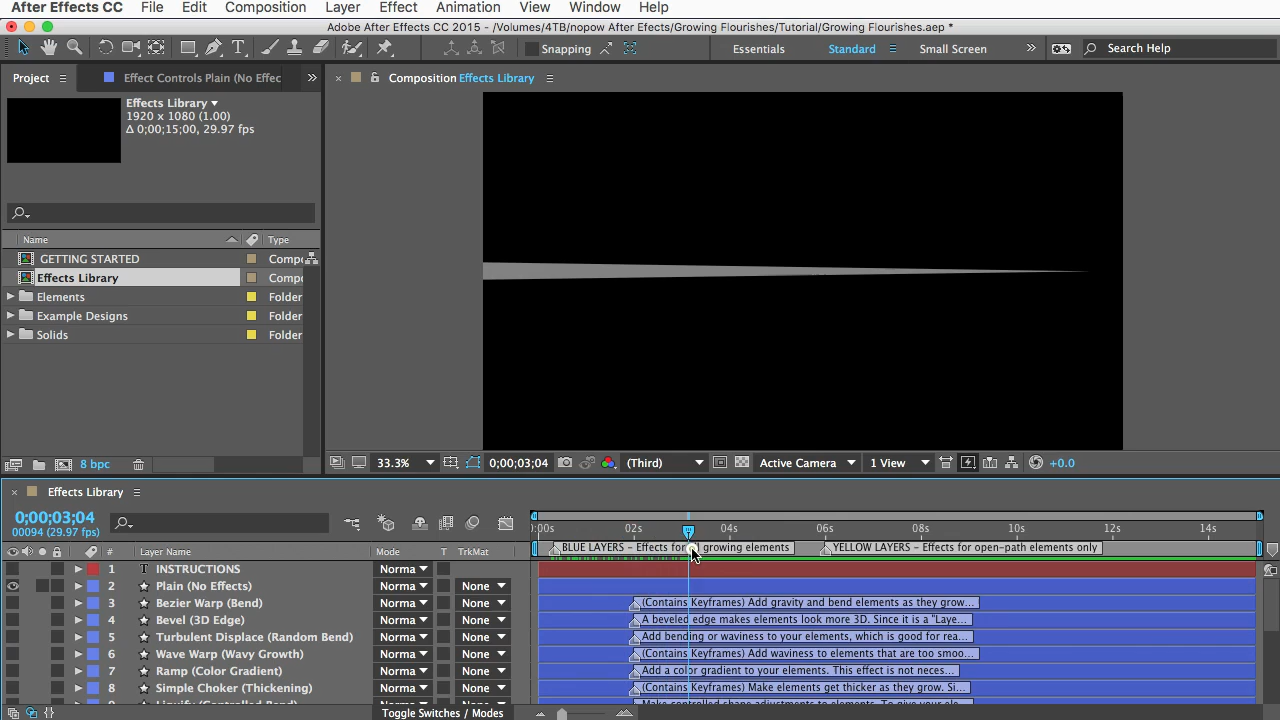 After Effects CC File Edit Composition Layer Effect Animation View Window Help
Adobe After Effects CC 2015 - /Volumes/4TB/nopow After Efects/Growing Flourishes/Tutorial/Growing Flourishes.aep *
T Snapping Essentials Standard Small Screen » Search Help
Project Effect Controls Plain (No Effec » × Composition Effects Library
Effects Library
1920 x 1080 (1.00)
Δ 0;00;15;00, 29.97 fps
Name Type
GETTING STARTED Compo
Effects Library Compo
Elements Folder
Example Designs Folder
Solids Folder
8 bpc 33.3% 0;00;03;04 (Third) Active Camera 1 View +0.0
× Effects Library
0;00;03;04
00094 (29.97 fps)
):00s 02s 04s 06s 08s 10s 12s 14s
# Layer Name Mode T TrkMat BLUE LAYERS – Effects for growing elements YELLOW LAYERS – Effects for open-path elements only
1 T INSTRUCTIONS Norma
2 Plain (No Effects) Norma None
3 Bezier Warp (Bend) Norma None (Contains Keyframes) Add gravity and bend elements as they grow...
4 Bevel (3D Edge) Norma None A beveled edge makes elements look more 3D. Since it is a "Laye...
5 Turbulent Displace (Random Bend) Norma None Add bending or waviness to your elements, which is good for rea...
6 Wave Warp (Wavy Growth) Norma None (Contains Keyframes) Add waviness to elements that are too smoo...
7 Ramp (Color Gradient) Norma None Add a color gradient to your elements. This effect is not neces...
8 Simple Choker (Thickening) Norma None (Contains Keyframes) Make elements get thicker as they grow. Si...
Toggle Switches / Modes